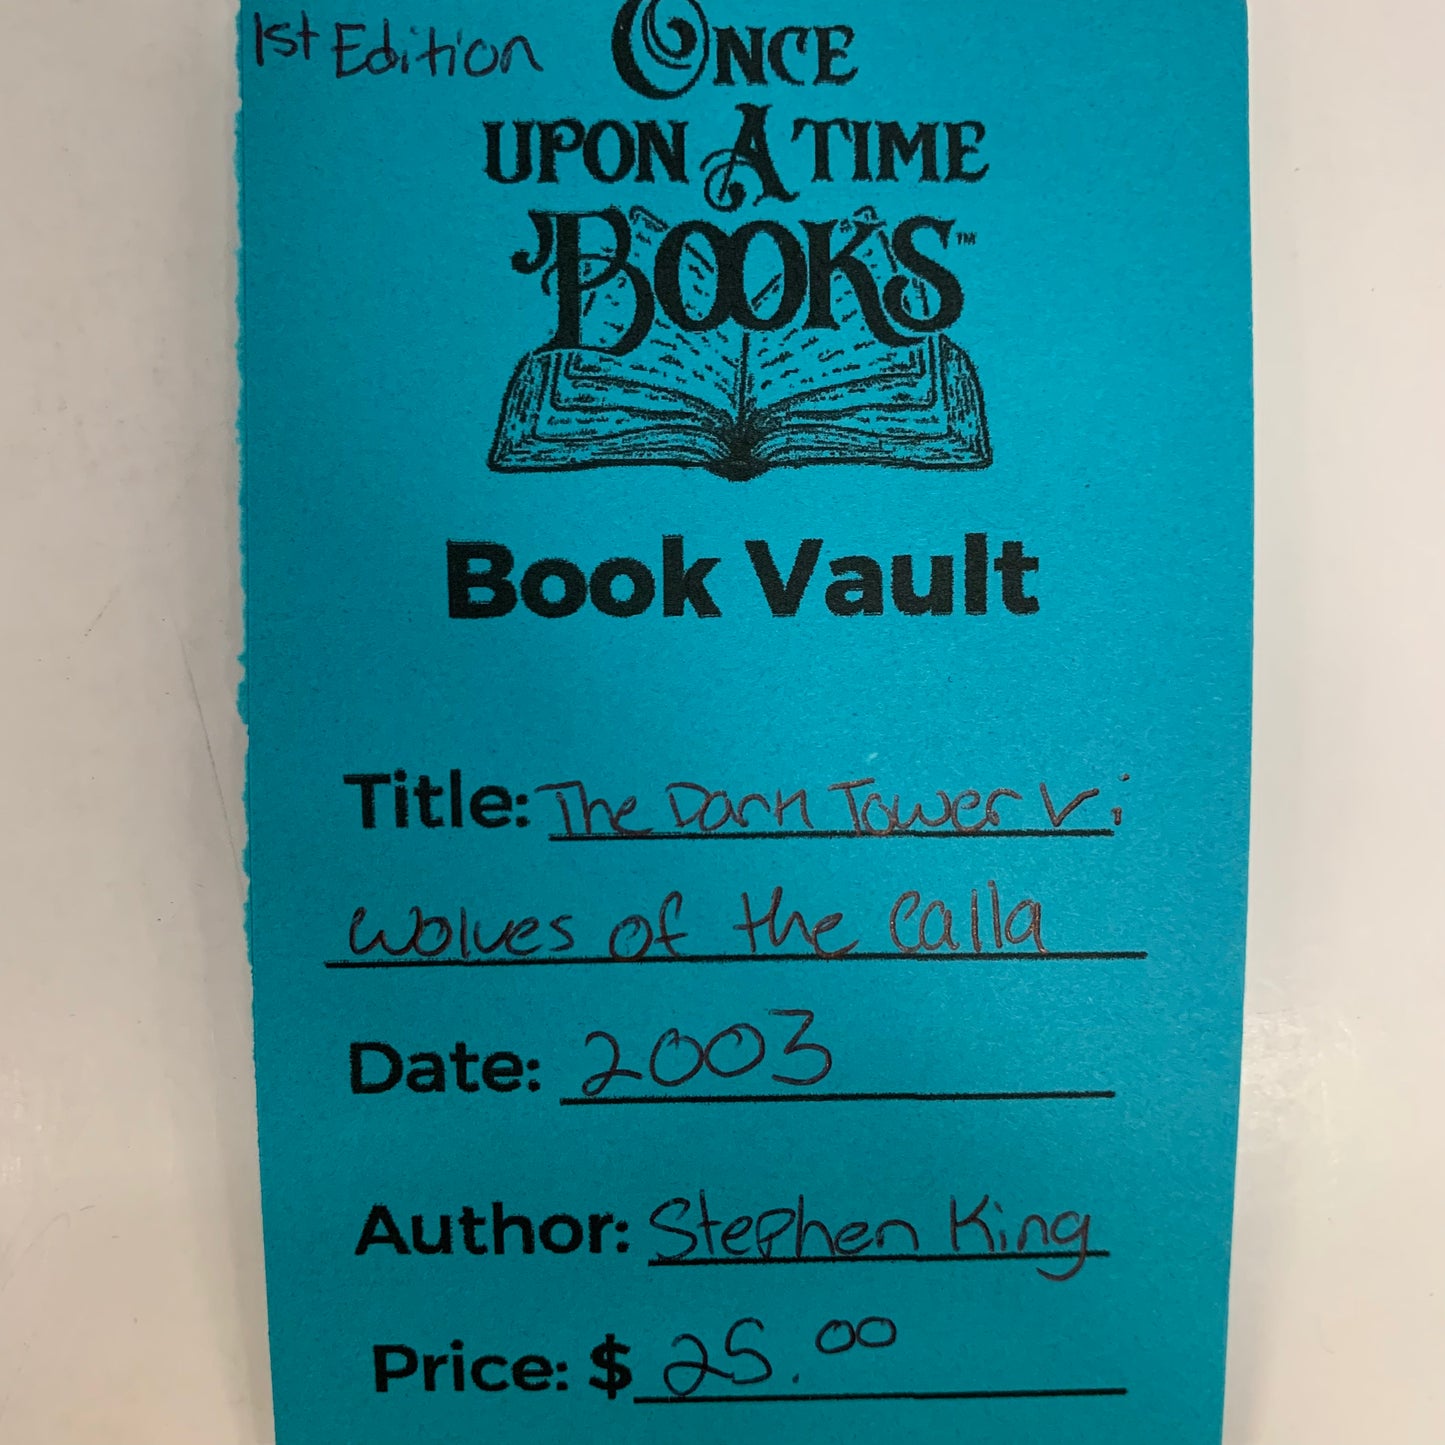 1st Edition
ONCE
UPON A TIME
BOOKS™
Book Vault
Title: The Dark Tower V:
Wolves of the Calla
Date: 2003
Author: Stephen King
Price: $ 25.00